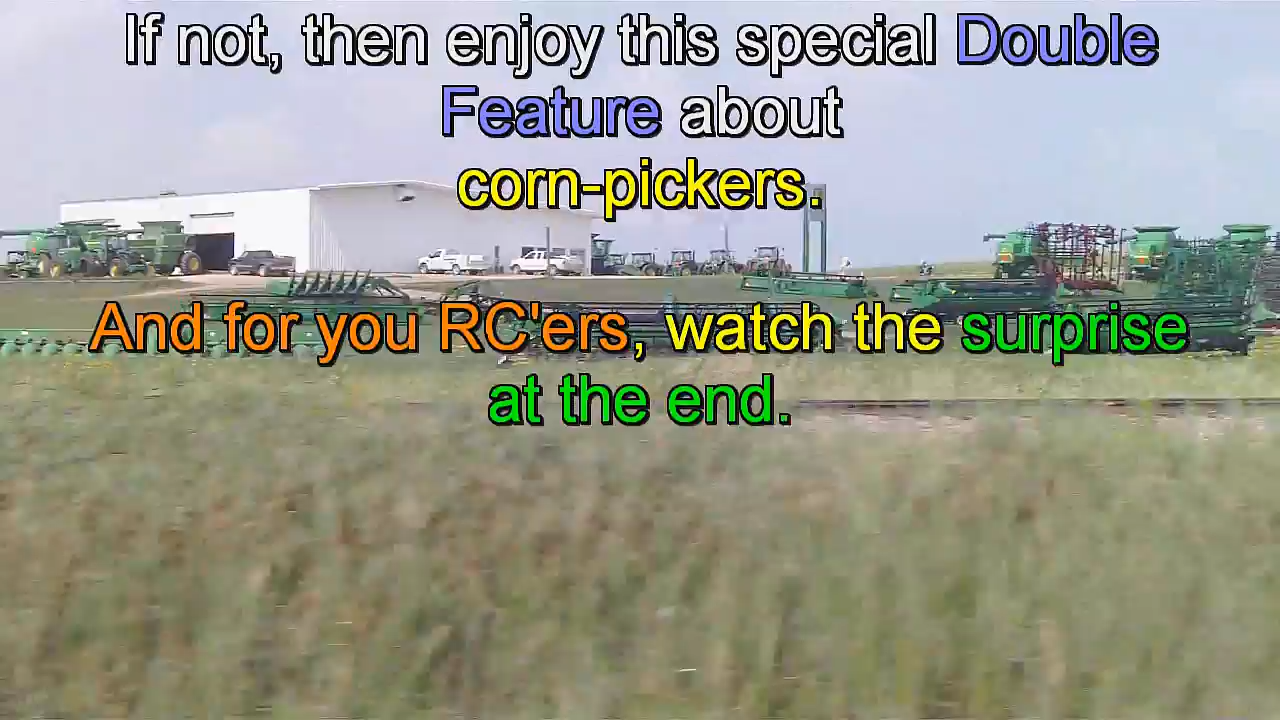 If not, then enjoy this special Double
Feature about
corn-pickers.
And for you RC'ers, watch the surprise
at the end.